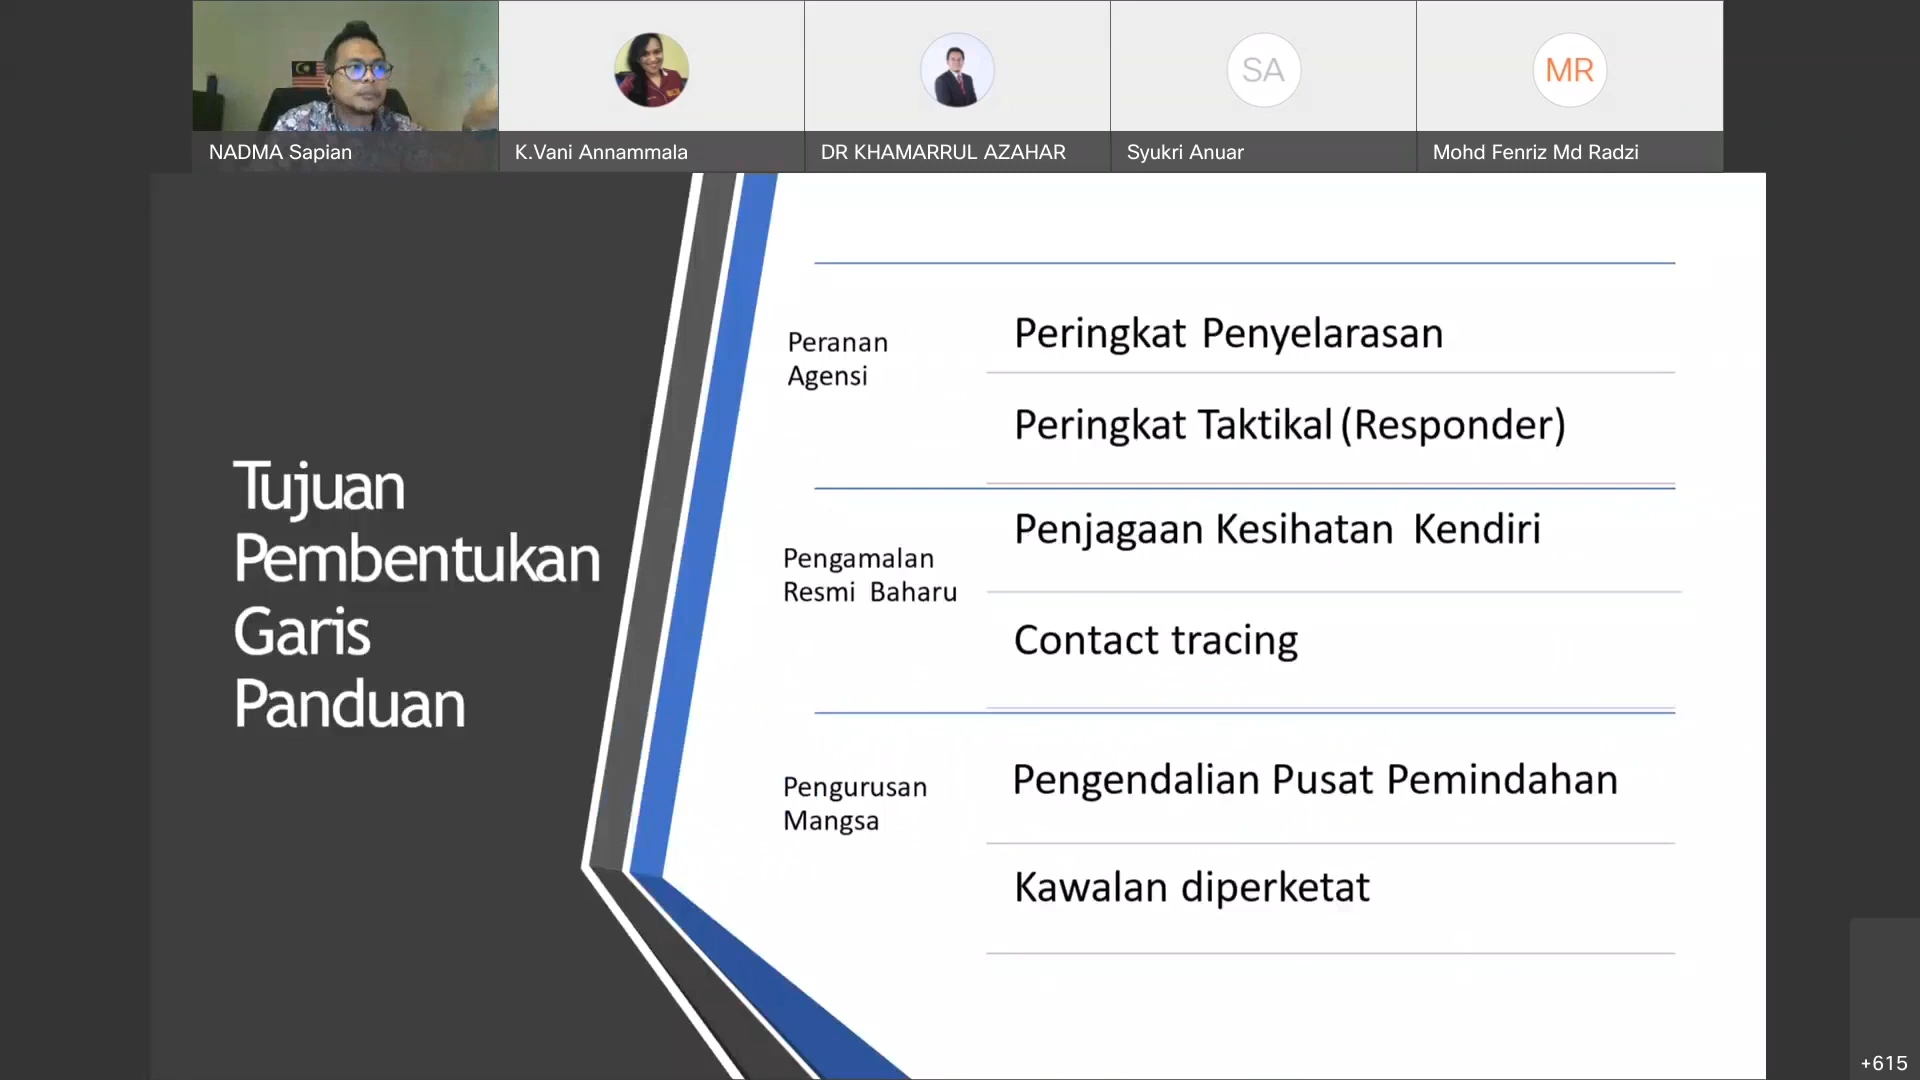 SA
MR
NADMA Sapian
K.Vani Annammala
DR KHAMARRUL AZAHAR
Syukri Anuar
Mohd Fenriz Md Radzi
Tujuan
Pembentukan
Garis
Panduan
Peranan
Agensi
Peringkat Penyelarasan
Peringkat Taktikal (Responder)
Pengamalan
Resmi Baharu
Penjagaan Kesihatan Kendiri
Contact tracing
Pengurusan
Mangsa
Pengendalian Pusat Pemindahan
Kawalan diperketat
+615